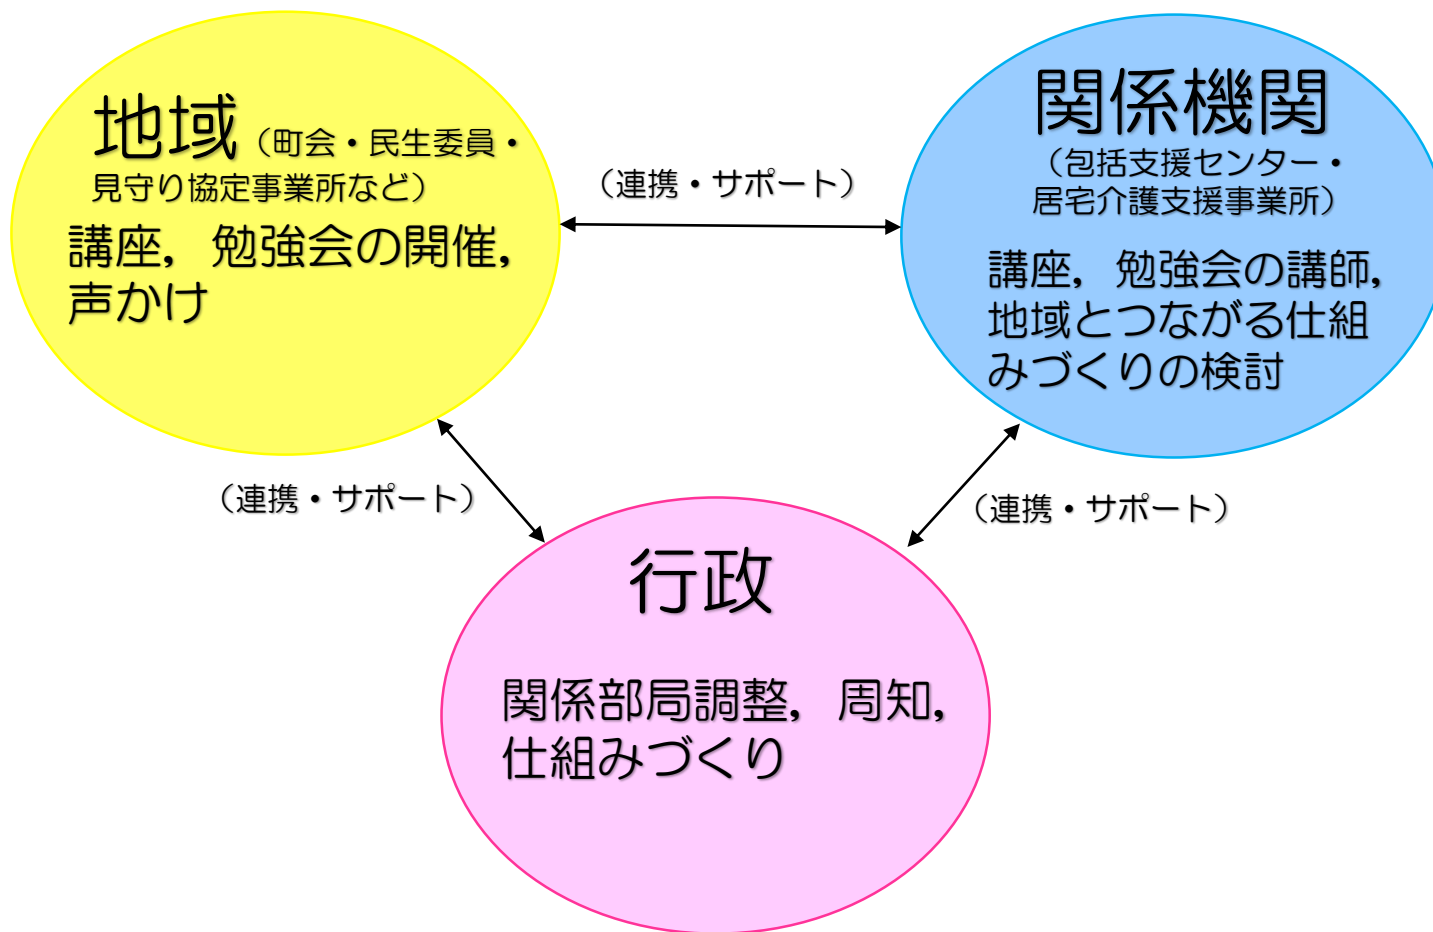 地域（町会・民生委員・
見守り協定事業所など）
講座，勉強会の開催，
声かけ
（連携・サポート）
関係機関
（包括支援センター・
居宅介護支援事業所）
講座，勉強会の講師，
地域とつながる仕組
みづくりの検討
（連携・サポート）
（連携・サポート）
行政
関係部局調整，周知，
仕組みづくり